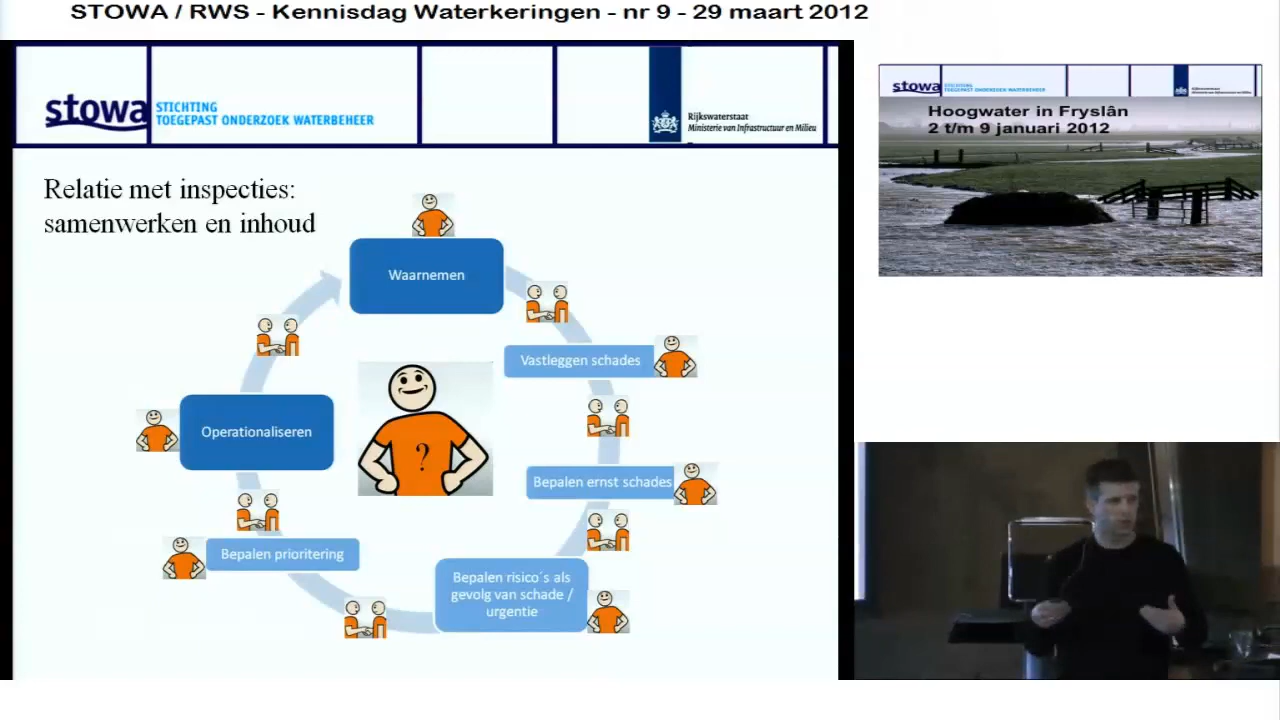 STOWA / RWS - Kennisdag Waterkeringen - nr 9 - 29 maart 2012
stowa
STICHTING
TOEGEPAST ONDERZOEK WATERBEHEER
Rijkswaterstaat
Ministerie van Infrastructuur en Milieu
Relatie met inspecties:
samenwerken en inhoud
Waarnemen
Vastleggen schades
Bepalen ernst schades
Bepalen risico´s als
gevolg van schade /
urgentie
Bepalen prioritering
Operationaliseren
?
stowa
STICHTING
TOEGEPAST ONDERZOEK WATERBEHEER
Hoogwater in Fryslân
2 t/m 9 januari 2012